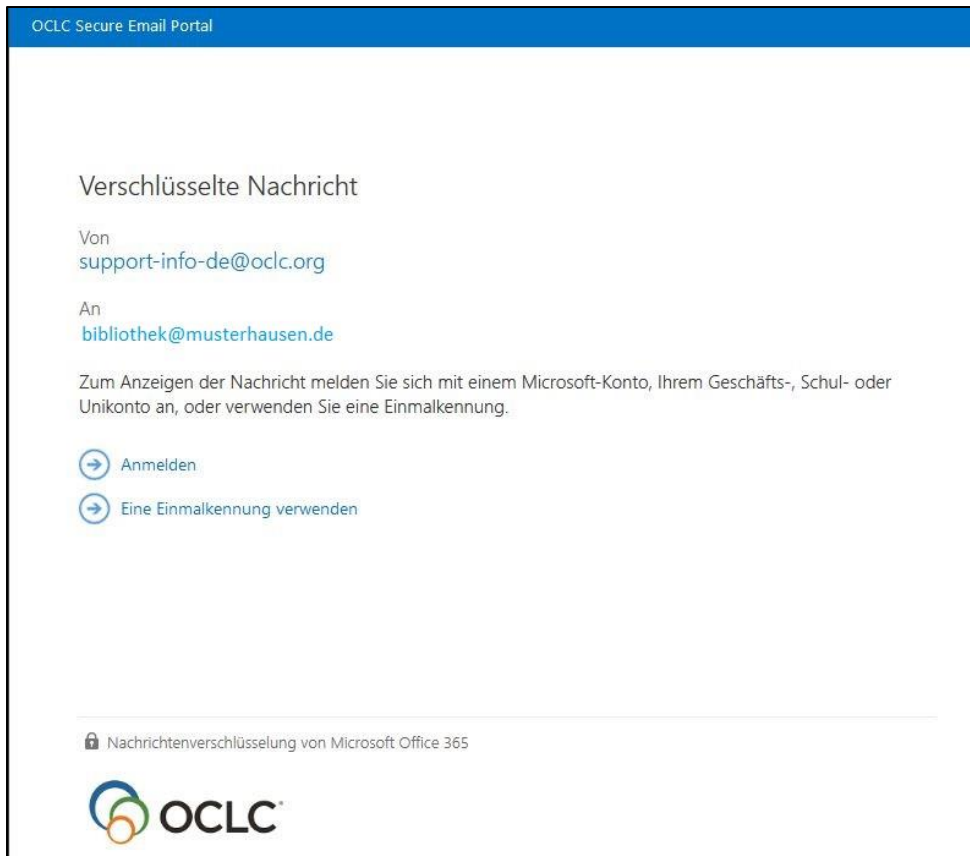 OCLC Secure Email Portal
Verschlüsselte Nachricht
Von
support-info-de@oclc.org
An
bibliothek@musterhausen.de
Zum Anzeigen der Nachricht melden Sie sich mit einem Microsoft-Konto, Ihrem Geschäfts-, Schul- oder
Unikonto an, oder verwenden Sie eine Einmalkennung.
Anmelden
Eine Einmalkennung verwenden
Nachrichtenverschlüsselung von Microsoft Office 365
OCLC